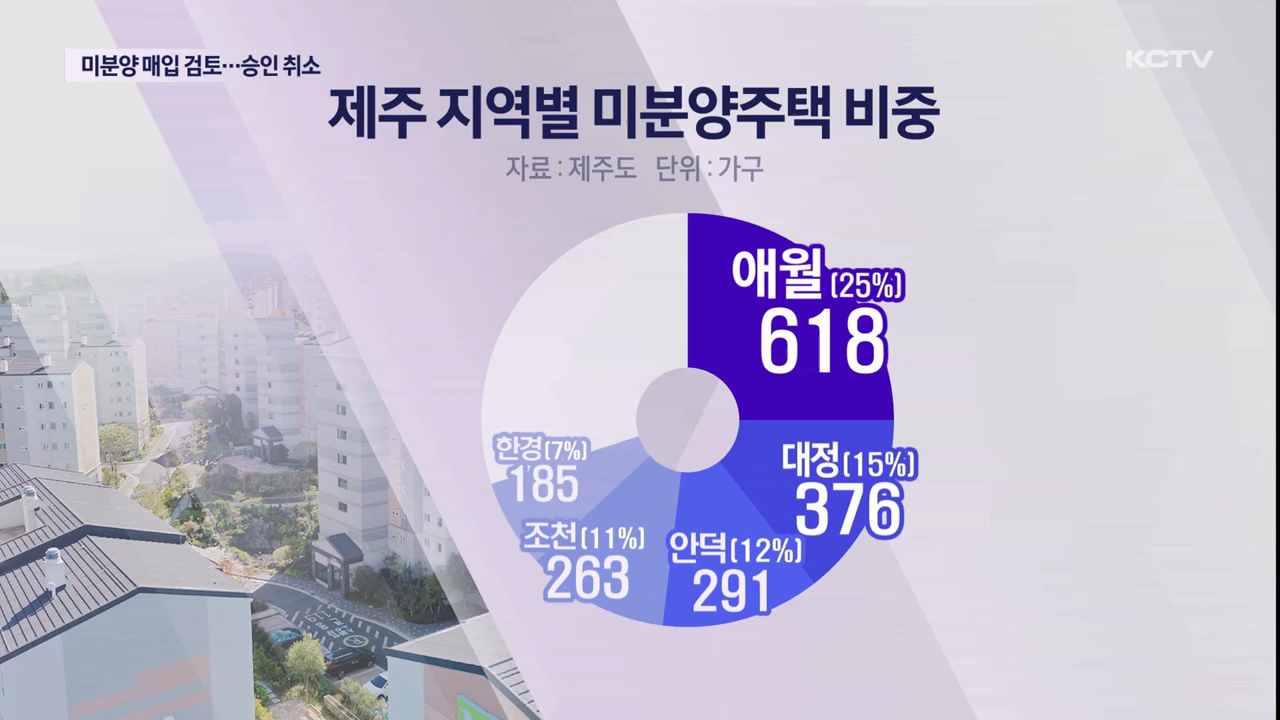 미분양 매입 검토…승인 취소
KCTV
제주 지역별 미분양주택 비중
자료 : 제주도 단위 : 가구
애월 (25%)
618
대정 (15%)
376
안덕 (12%)
291
조천 (11%)
263
한경 (7%)
185